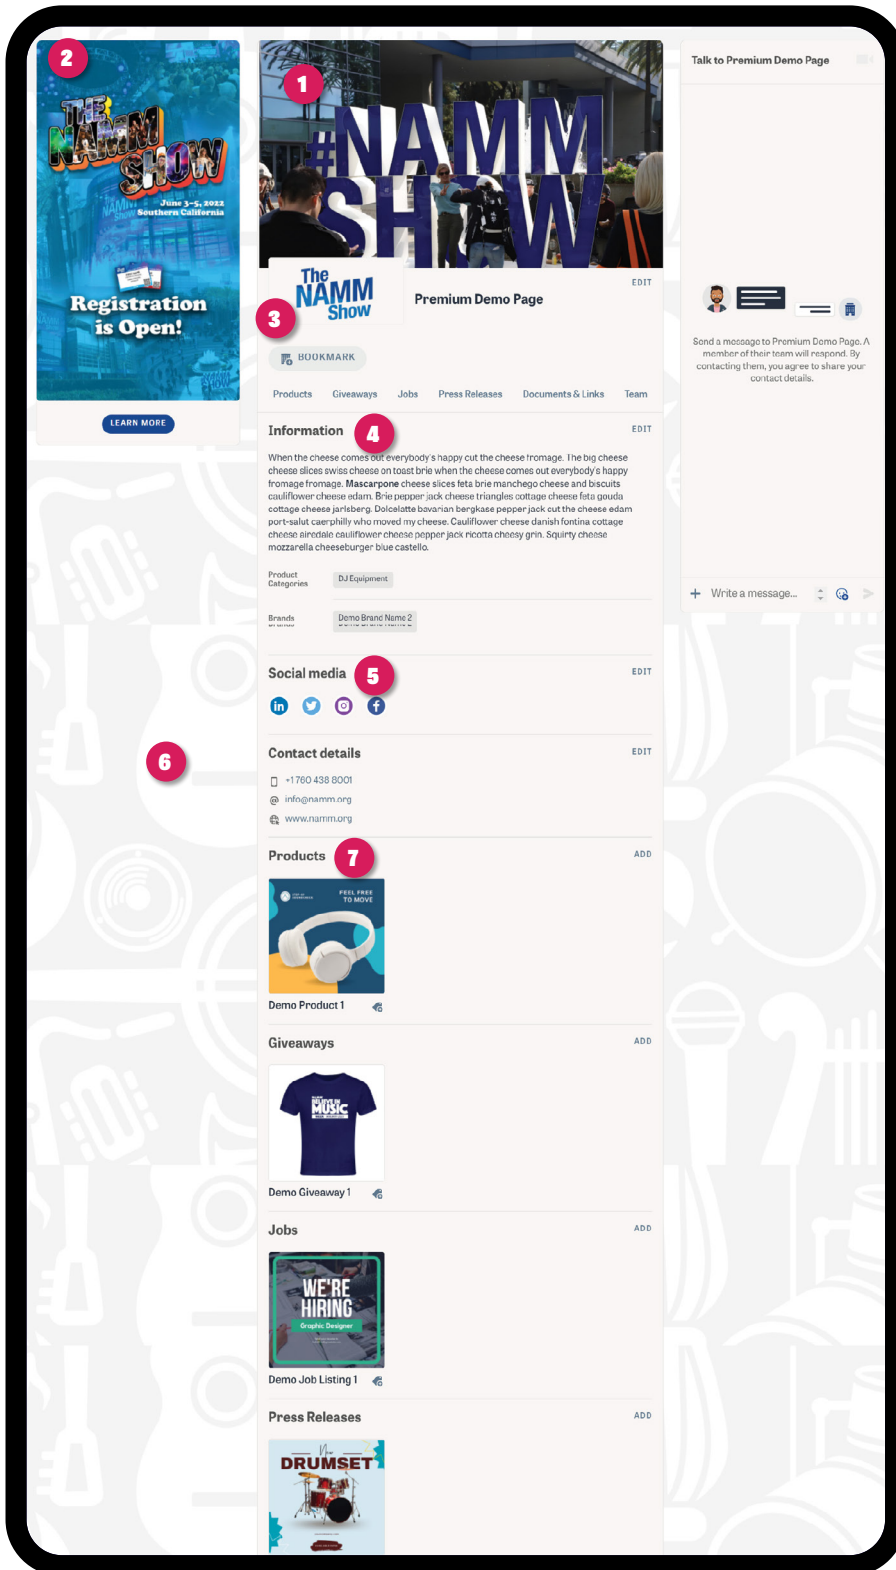 2
THE
NAMM
SHOW
June 3-5, 2022
Southern California
Registration
is Open!
LEARN MORE
1
#NAMM
SHOW
The
NAMM
Show
3
Premium Demo Page
EDIT
BOOKMARK
Products Giveaways Jobs Press Releases Documents & Links Team
Information 4 EDIT
When the cheese comes out everybody's happy cut the cheese fromage. The big cheese
cheese slices swiss cheese on toast brie when the cheese comes out everybody's happy
fromage fromage. Mascarpone cheese slices feta brie manchego cheese and biscuits
cauliflower cheese edam. Brie pepper jack cheese triangles cottage cheese feta gouda
cottage cheese jarlsberg. Dolcelatte bavarian bergkase pepper jack cut the cheese edam
port-salut caerphilly who moved my cheese. Cauliflower cheese danish fontina cottage
cheese airedale cauliflower cheese pepper jack ricotta cheesy grin. Squirty cheese
mozzarella cheeseburger blue castello.
Product
Categories
DJ Equipment
Brands
Demo Brand Name 2
Social media 5 EDIT
in
6
Contact details EDIT
+1 760 438 8001
info@namm.org
www.namm.org
Products 7 ADD
FEEL FREE
TO MOVE
Demo Product 1
Giveaways ADD
BELIEVE IN
MUSIC
Demo Giveaway 1
Jobs ADD
WE'RE
HIRING
Graphic Designer
Demo Job Listing 1
Press Releases ADD
New
DRUMSET
Talk to Premium Demo Page
Send a message to Premium Demo Page. A
member of their team will respond. By
contacting them, you agree to share your
contact details.
+ Write a message...